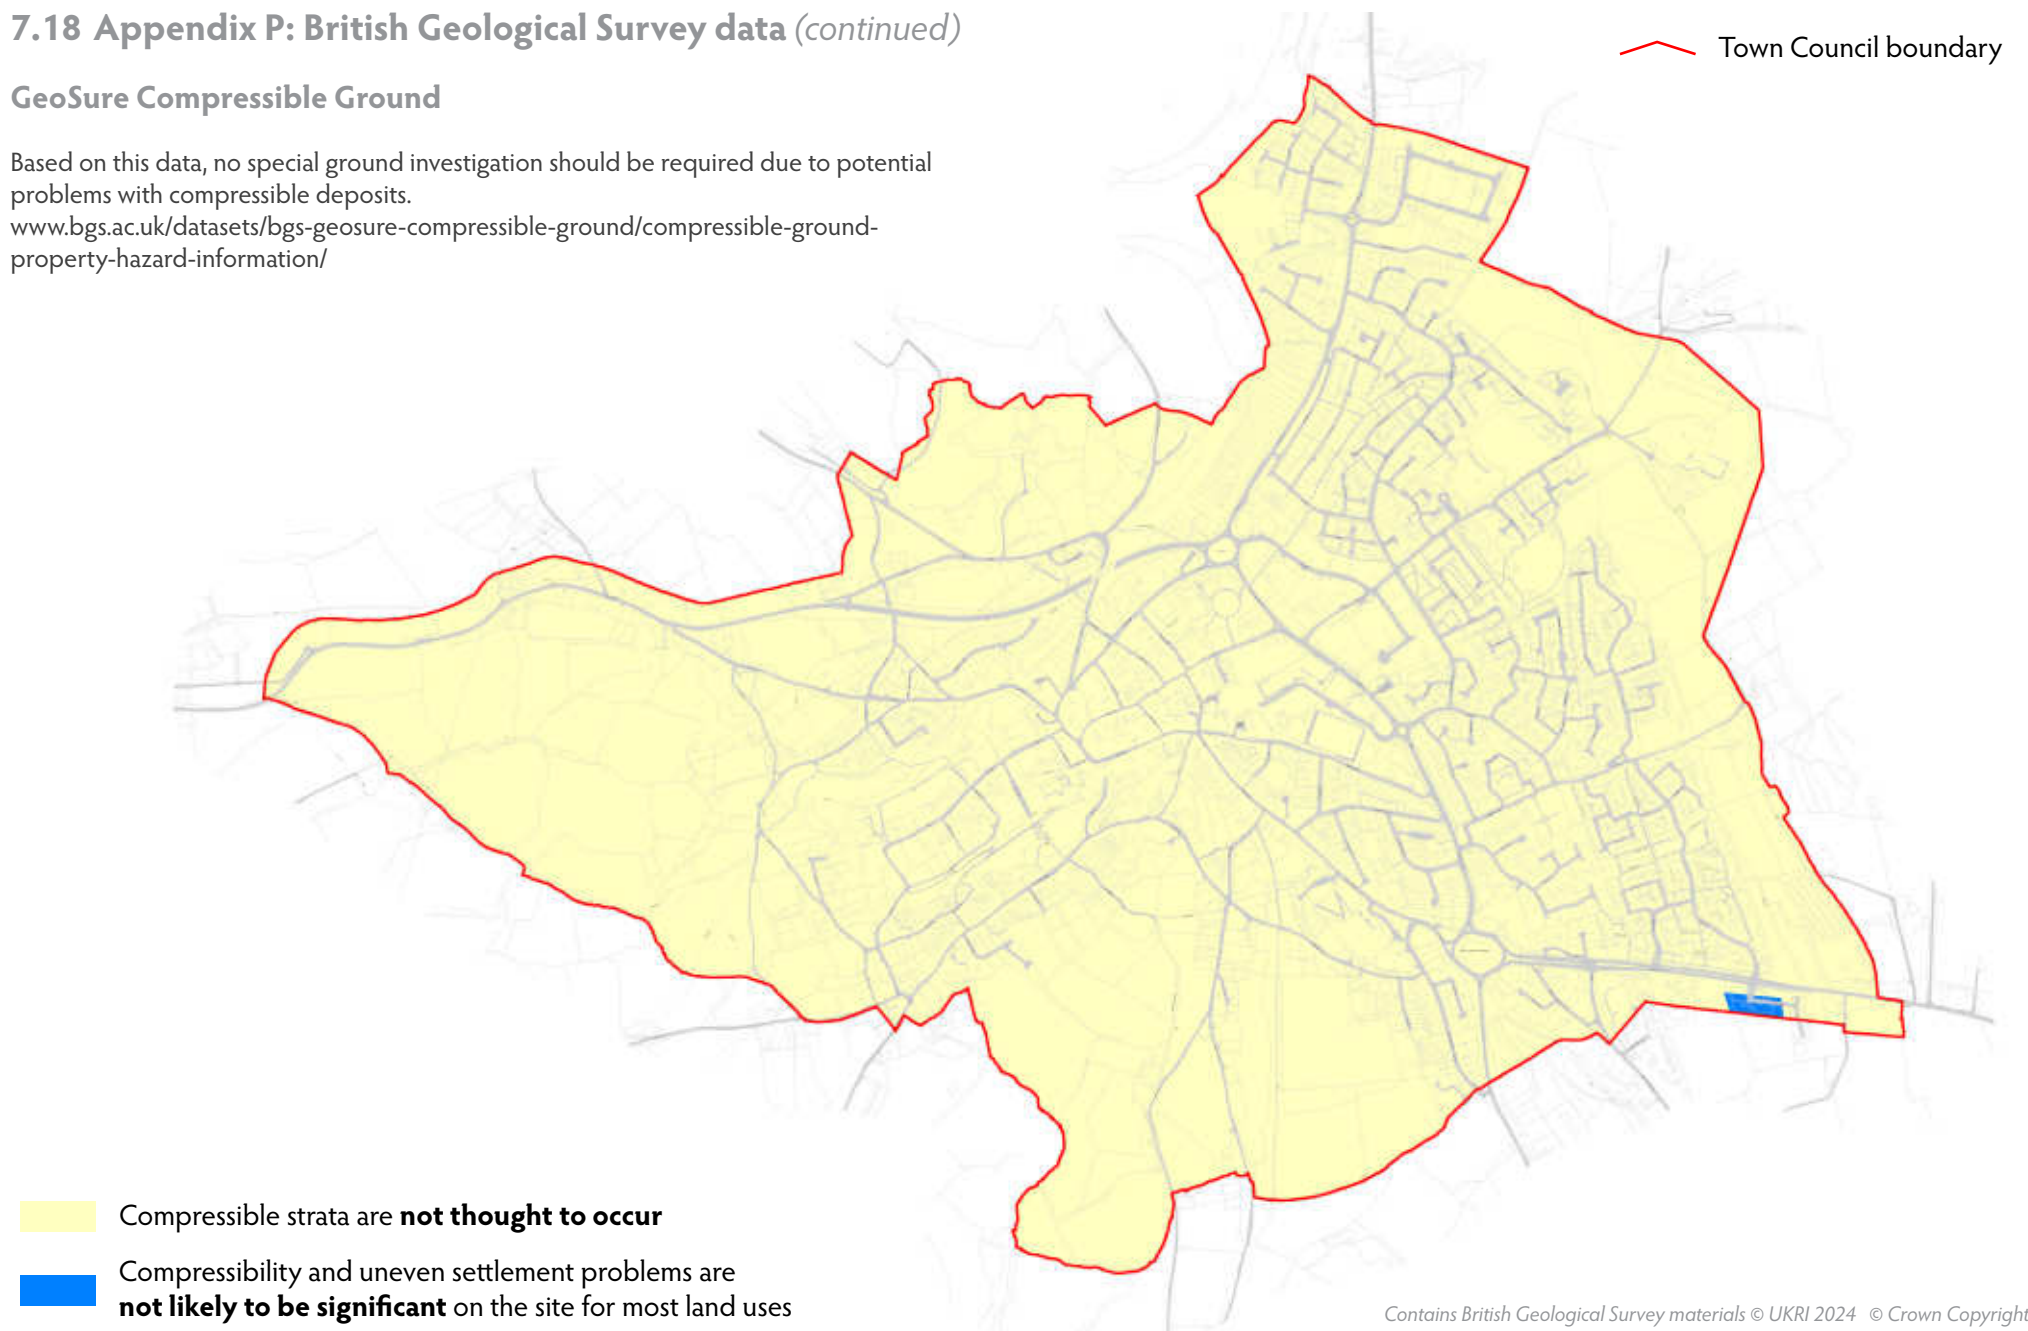 7.18 Appendix P: British Geological Survey data (continued)
Town Council boundary
GeoSure Compressible Ground
Based on this data, no special ground investigation should be required due to potential
problems with compressible deposits.
www.bgs.ac.uk/datasets/bgs-geosure-compressible-ground/compressible-ground-
property-hazard-information/
Compressible strata are not thought to occur
Compressibility and uneven settlement problems are
not likely to be significant on the site for most land uses
Contains British Geological Survey materials © UKRI 2024 © Crown Copyright